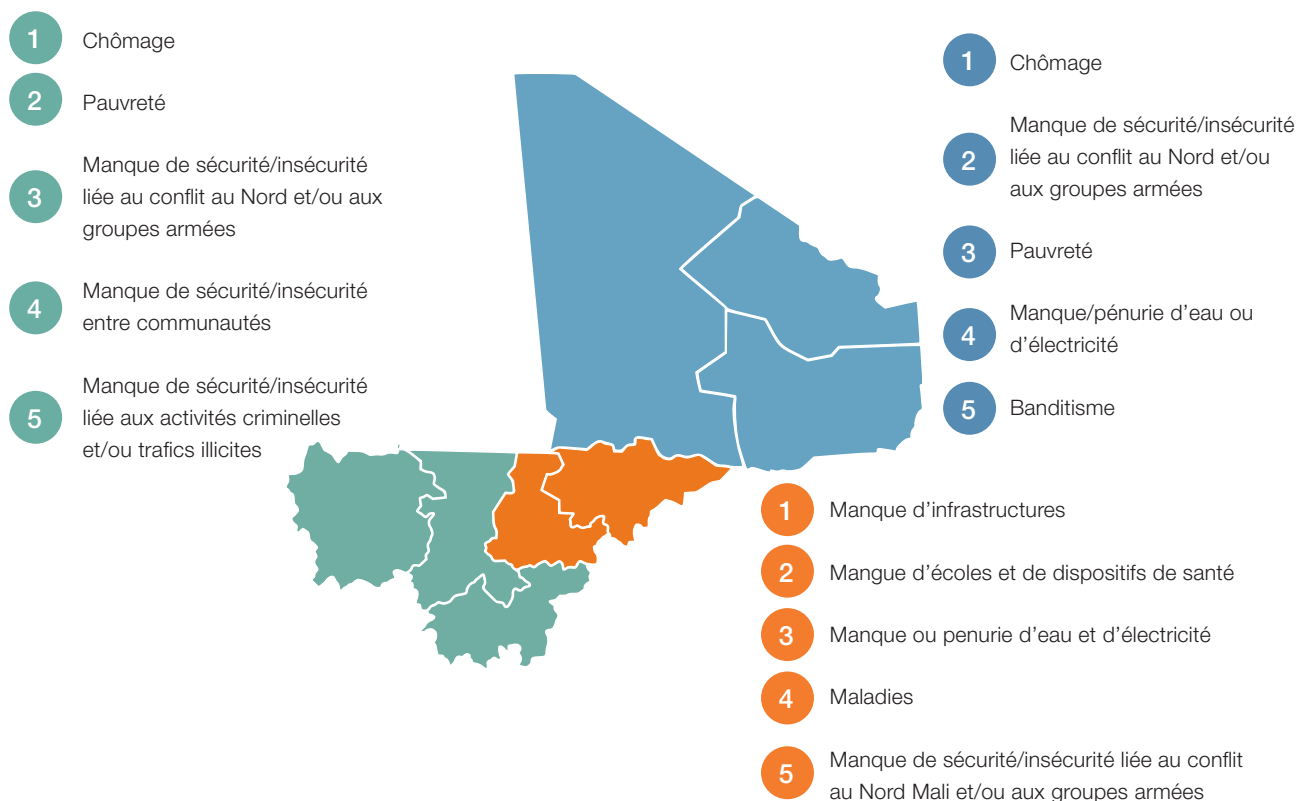 1 Chômage
2 Pauvreté
3 Manque de sécurité/insécurité
liée au conflit au Nord et/ou aux
groupes armées
4 Manque de sécurité/insécurité
entre communautés
5 Manque de sécurité/insécurité
liée aux activités criminelles
et/ou trafics illicites
1 Chômage
2 Manque de sécurité/insécurité
liée au conflit au Nord et/ou
aux groupes armées
3 Pauvreté
4 Manque/pénurie d’eau ou
d’électricité
5 Banditisme
1 Manque d’infrastructures
2 Mangue d’écoles et de dispositifs de santé
3 Manque ou penurie d’eau et d’électricité
4 Maladies
5 Manque de sécurité/insécurité liée au conflit
au Nord Mali et/ou aux groupes armées